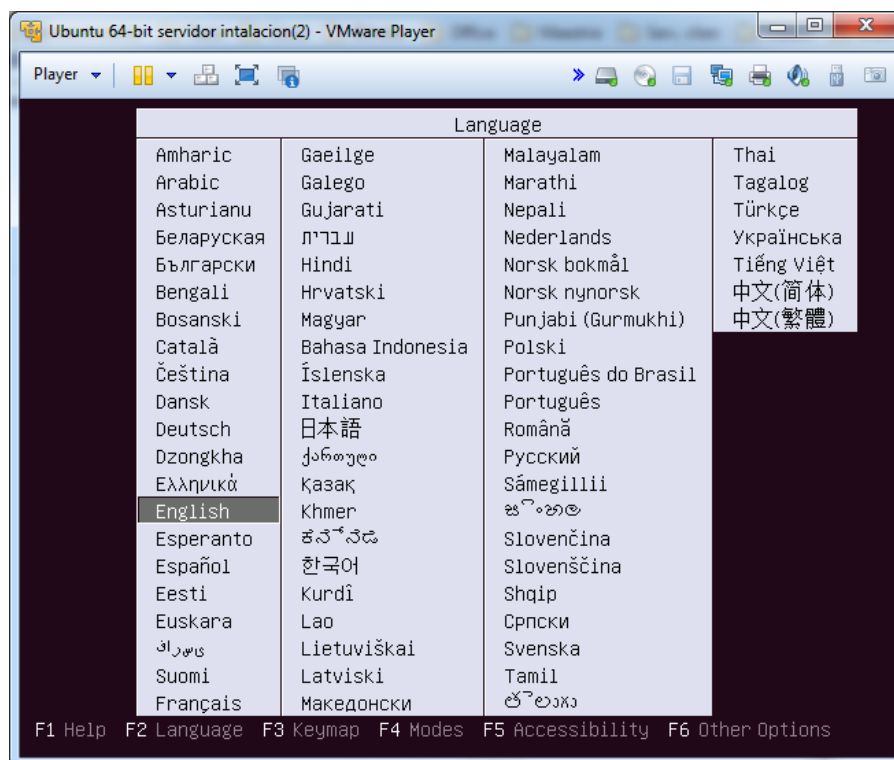 Ubuntu 64-bit servidor intalacion(2) - VMware Player
Player
Language
Amharic
Arabic
Asturianu
Беларуская
Български
Bengali
Bosanski
Català
Čeština
Dansk
Deutsch
Dzongkha
Ελληνικά
English
Esperanto
Español
Eesti
Euskara
Suomi
Français
Gaeilge
Galego
Gujarati
עברית
Hindi
Hrvatski
Magyar
Bahasa Indonesia
Íslenska
Italiano
日本語
ქართული
Қазақ
Khmer
한국어
Kurdî
Lao
Lietuviškai
Latviski
Македонски
Malayalam
Marathi
Nepali
Nederlands
Norsk bokmål
Norsk nynorsk
Punjabi (Gurmukhi)
Polski
Português do Brasil
Português
Română
Русский
Sámegillii
Slovenčina
Slovenščina
Shqip
Српски
Svenska
Tamil
Thai
Tagalog
Türkçe
Українська
Tiếng Việt
中文(简体)
中文(繁體)
F1 Help F2 Language F3 Keymap F4 Modes F5 Accessibility F6 Other Options